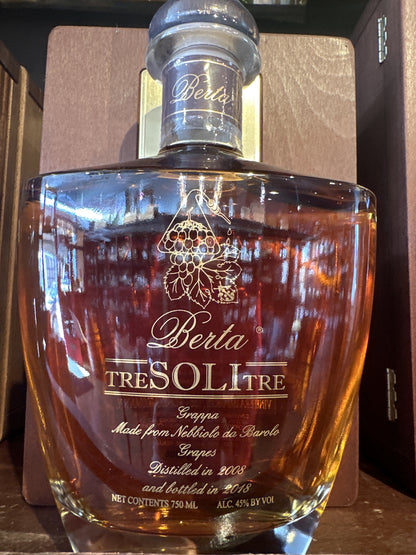 Berta
Berta®
TRESOLITRE
Grappa
Made from Nebbiolo da Barolo
Grapes
Distilled in 2008
and bottled in 2018
NET CONTENTS 750 ML ALC. 45% BY VOL